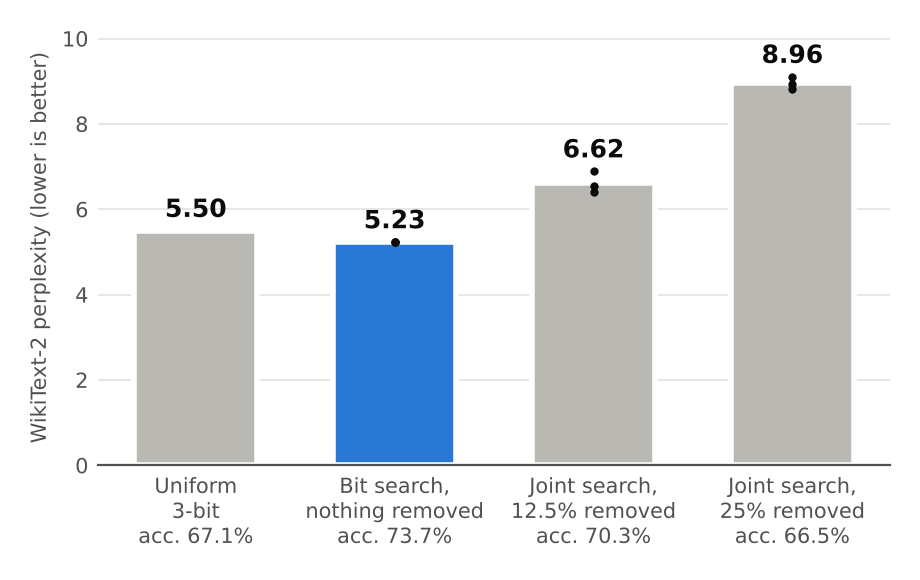 WikiText-2 perplexity (lower is better)
10
8
6
4
2
0
5.50
5.23
6.62
8.96
Uniform
3-bit
acc. 67.1%
Bit search,
nothing removed
acc. 73.7%
Joint search,
12.5% removed
acc. 70.3%
Joint search,
25% removed
acc. 66.5%